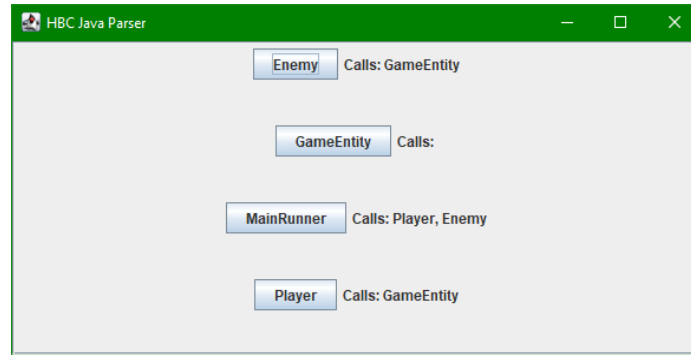 HBC Java Parser
Enemy Calls: GameEntity
GameEntity Calls:
MainRunner Calls: Player, Enemy
Player Calls: GameEntity